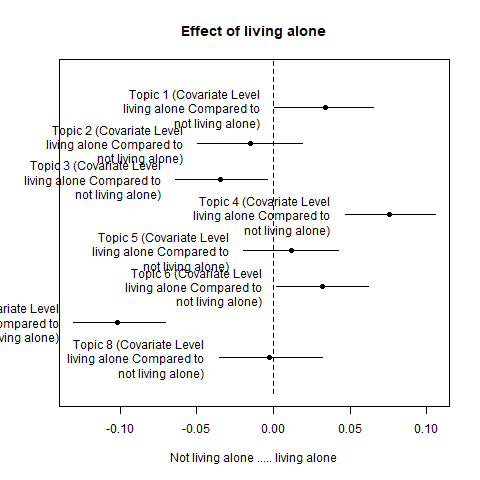 Effect of living alone
Topic 1 (Covariate Level
living alone Compared to
not living alone)
Topic 2 (Covariate Level
living alone Compared to
not living alone)
Topic 3 (Covariate Level
living alone Compared to
not living alone)
Topic 4 (Covariate Level
living alone Compared to
not living alone)
Topic 5 (Covariate Level
living alone Compared to
not living alone)
Topic 6 (Covariate Level
living alone Compared to
not living alone)
ariate Level
ompared to
ving alone)
Topic 8 (Covariate Level
living alone Compared to
not living alone)
-0.10 -0.05 0.00 0.05 0.10
Not living alone ..... living alone